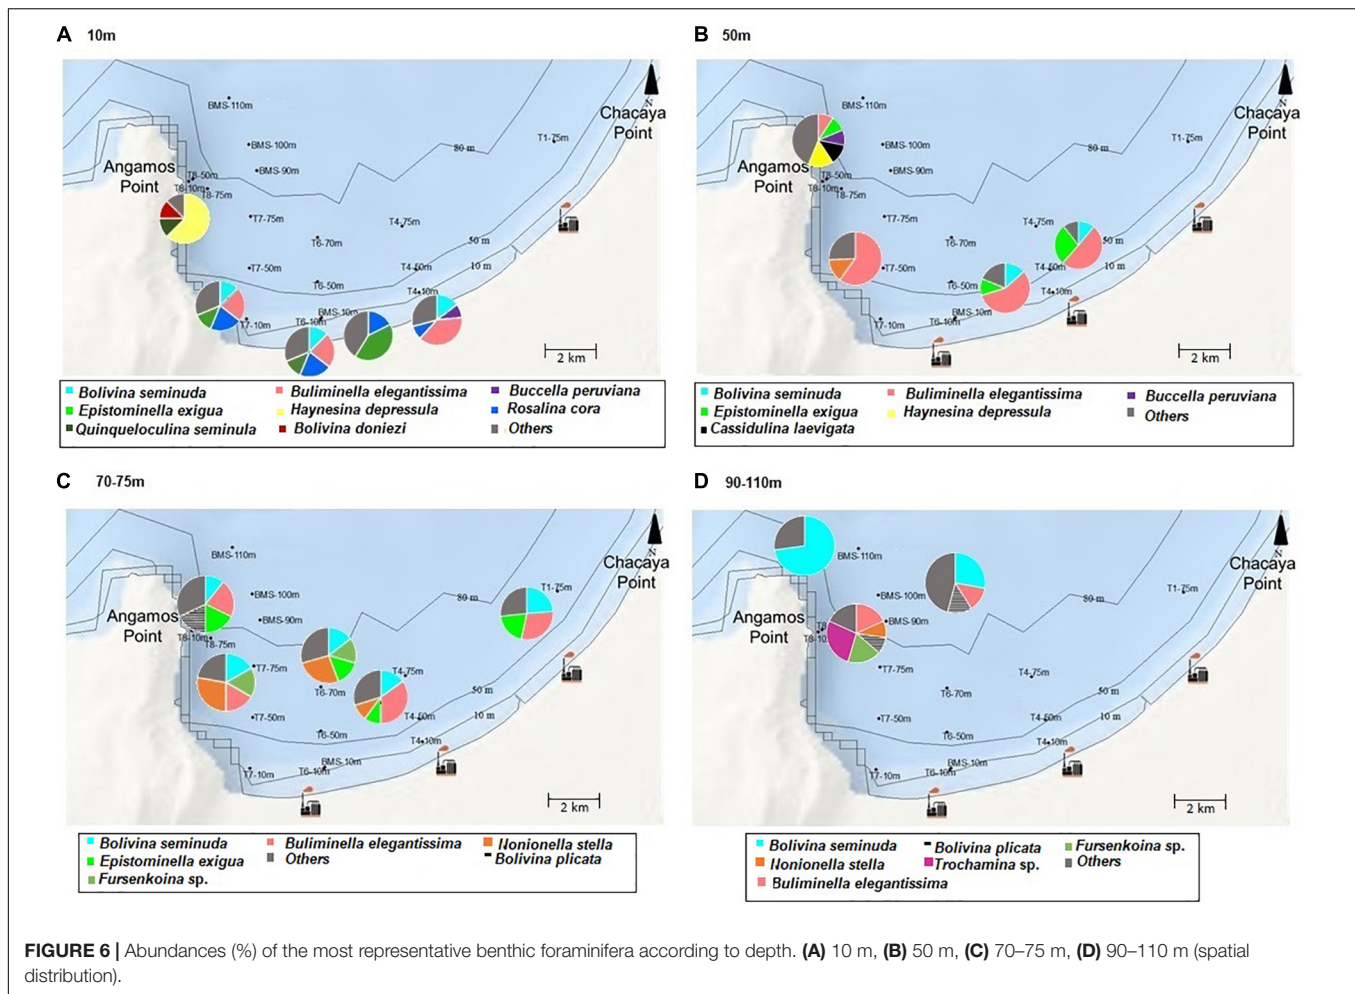 A 10m
BMS-110m
Chacaya
Point
N
T1-75m
BMS-100m
80 m
BMS-90m
Angamos
Point
T8-50m
T8-10m
T8-75m
T7-75m
T4-75m
T6-70m
50 m
T7-50m
T4-50m
10 m
T6-50m
T4-10m
BMS-10m
T7-10m
T6-10m
2 km
Bolivina seminuda
Buliminella elegantissima
Buccella peruviana
Epistominella exigua
Haynesina depressula
Rosalina cora
Quinqueloculina seminula
Bolivina doniezi
Others
B 50m
BMS-110m
Chacaya
Point
N
T1-75m
BMS-100m
80 m
BMS-90m
Angamos
Point
T8-50m
T8-10m
T8-75m
T7-75m
T4-75m
T6-70m
50 m
T7-50m
T4-50m
10 m
T6-50m
T4-10m
BMS-10m
T7-10m
T6-10m
2 km
Bolivina seminuda
Buliminella elegantissima
Buccella peruviana
Epistominella exigua
Haynesina depressula
Others
Cassidulina laevigata
C 70-75m
BMS-110m
Chacaya
Point
N
T1-75m
BMS-100m
80 m
BMS-90m
Angamos
Point
T8-10m
T8-75m
T7-75m
T4-75m
T6-70m
50 m
T7-50m
T4-50m
10 m
T6-50m
T4-10m
BMS-10m
T7-10m
T6-10m
2 km
Bolivina seminuda
Buliminella elegantissima
Nonionella stella
Epistominella exigua
Others
Bolivina plicata
Fursenkoina sp.
D 90-110m
BMS-110m
Chacaya
Point
N
T1-75m
BMS-100m
80 m
BMS-90m
Angamos
Point
T7-75m
T4-75m
T6-70m
50 m
T7-50m
T4-50m
10 m
T6-50m
T4-10m
BMS-10m
T7-10m
T6-10m
2 km
Bolivina seminuda
Bolivina plicata
Fursenkoina sp.
Nonionella stella
Trochamina sp.
Others
Buliminella elegantissima
FIGURE 6 | Abundances (%) of the most representative benthic foraminifera according to depth. (A) 10 m, (B) 50 m, (C) 70–75 m, (D) 90–110 m (spatial
distribution).